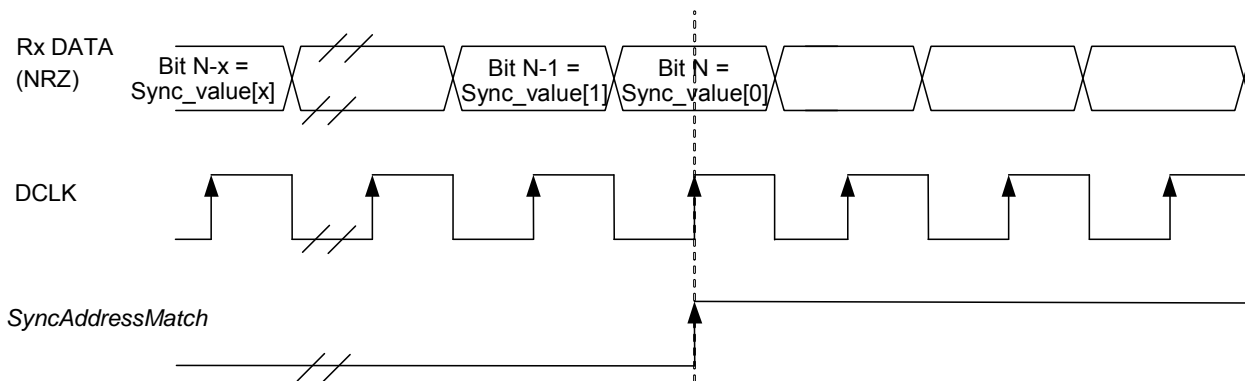 Rx DATA
(NRZ)
Bit N-x =
Sync_value[x]
Bit N-1 =
Sync_value[1]
Bit N =
Sync_value[0]
DCLK
SyncAddressMatch